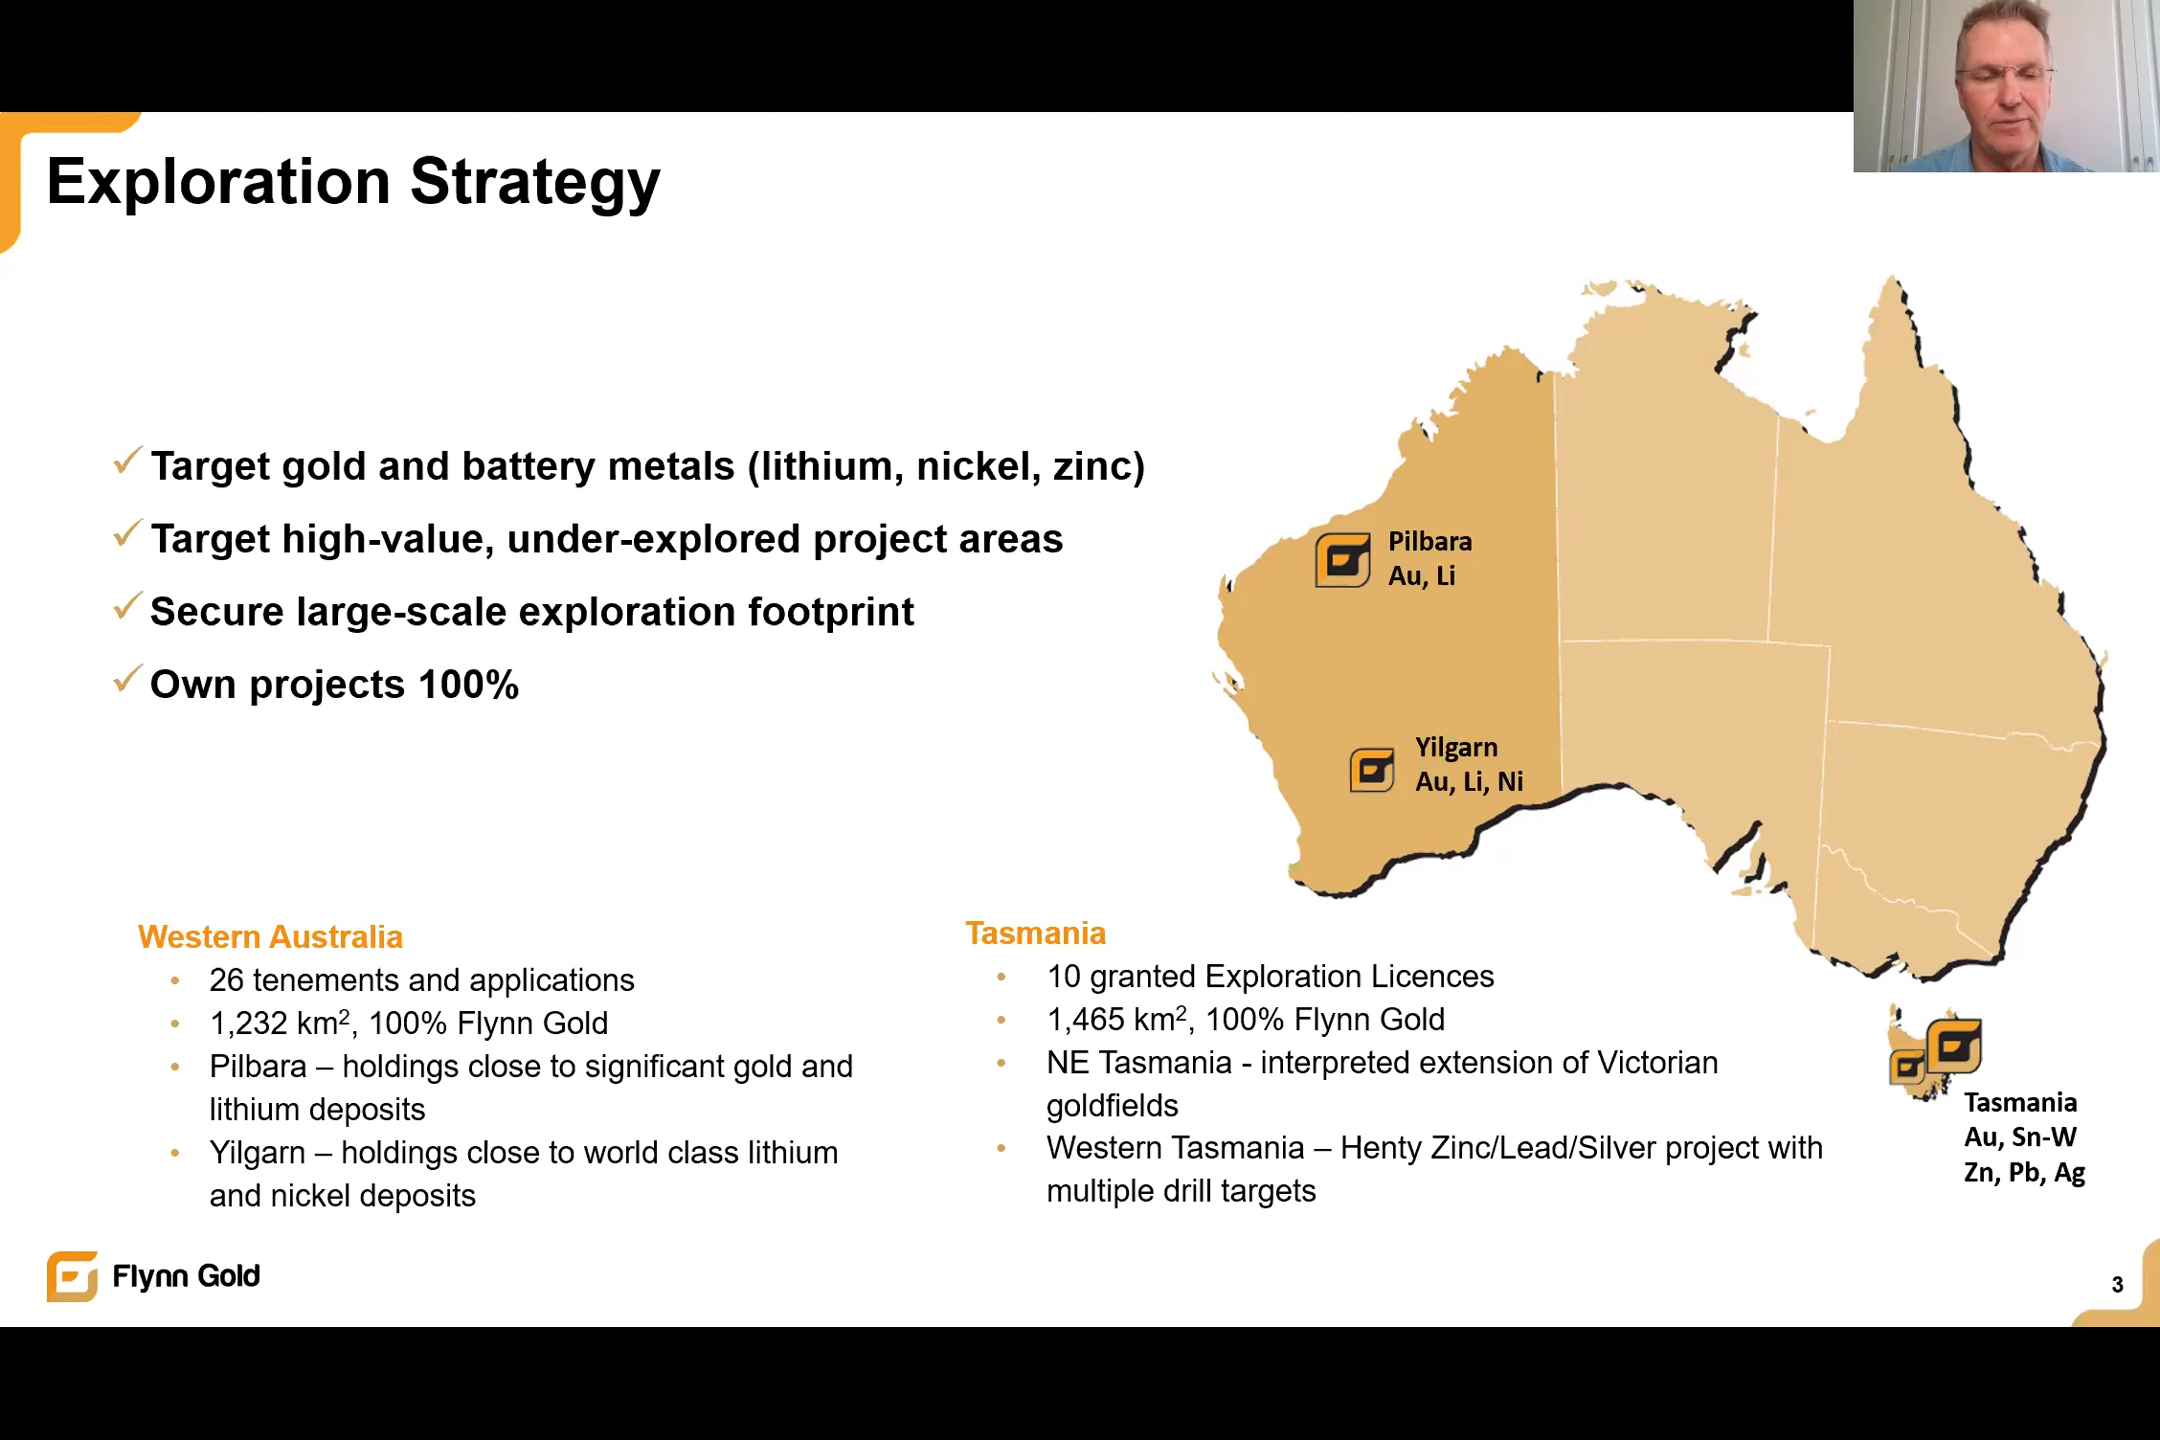 Exploration Strategy
Target gold and battery metals (lithium, nickel, zinc)
Target high-value, under-explored project areas
Secure large-scale exploration footprint
Own projects 100%
Pilbara
Au, Li
Yilgarn
Au, Li, Ni
Western Australia
• 26 tenements and applications
• 1,232 km², 100% Flynn Gold
• Pilbara – holdings close to significant gold and
lithium deposits
• Yilgarn – holdings close to world class lithium
and nickel deposits
Tasmania
• 10 granted Exploration Licences
• 1,465 km², 100% Flynn Gold
• NE Tasmania - interpreted extension of Victorian
goldfields
• Western Tasmania – Henty Zinc/Lead/Silver project with
multiple drill targets
Tasmania
Au, Sn-W
Zn, Pb, Ag
Flynn Gold
3